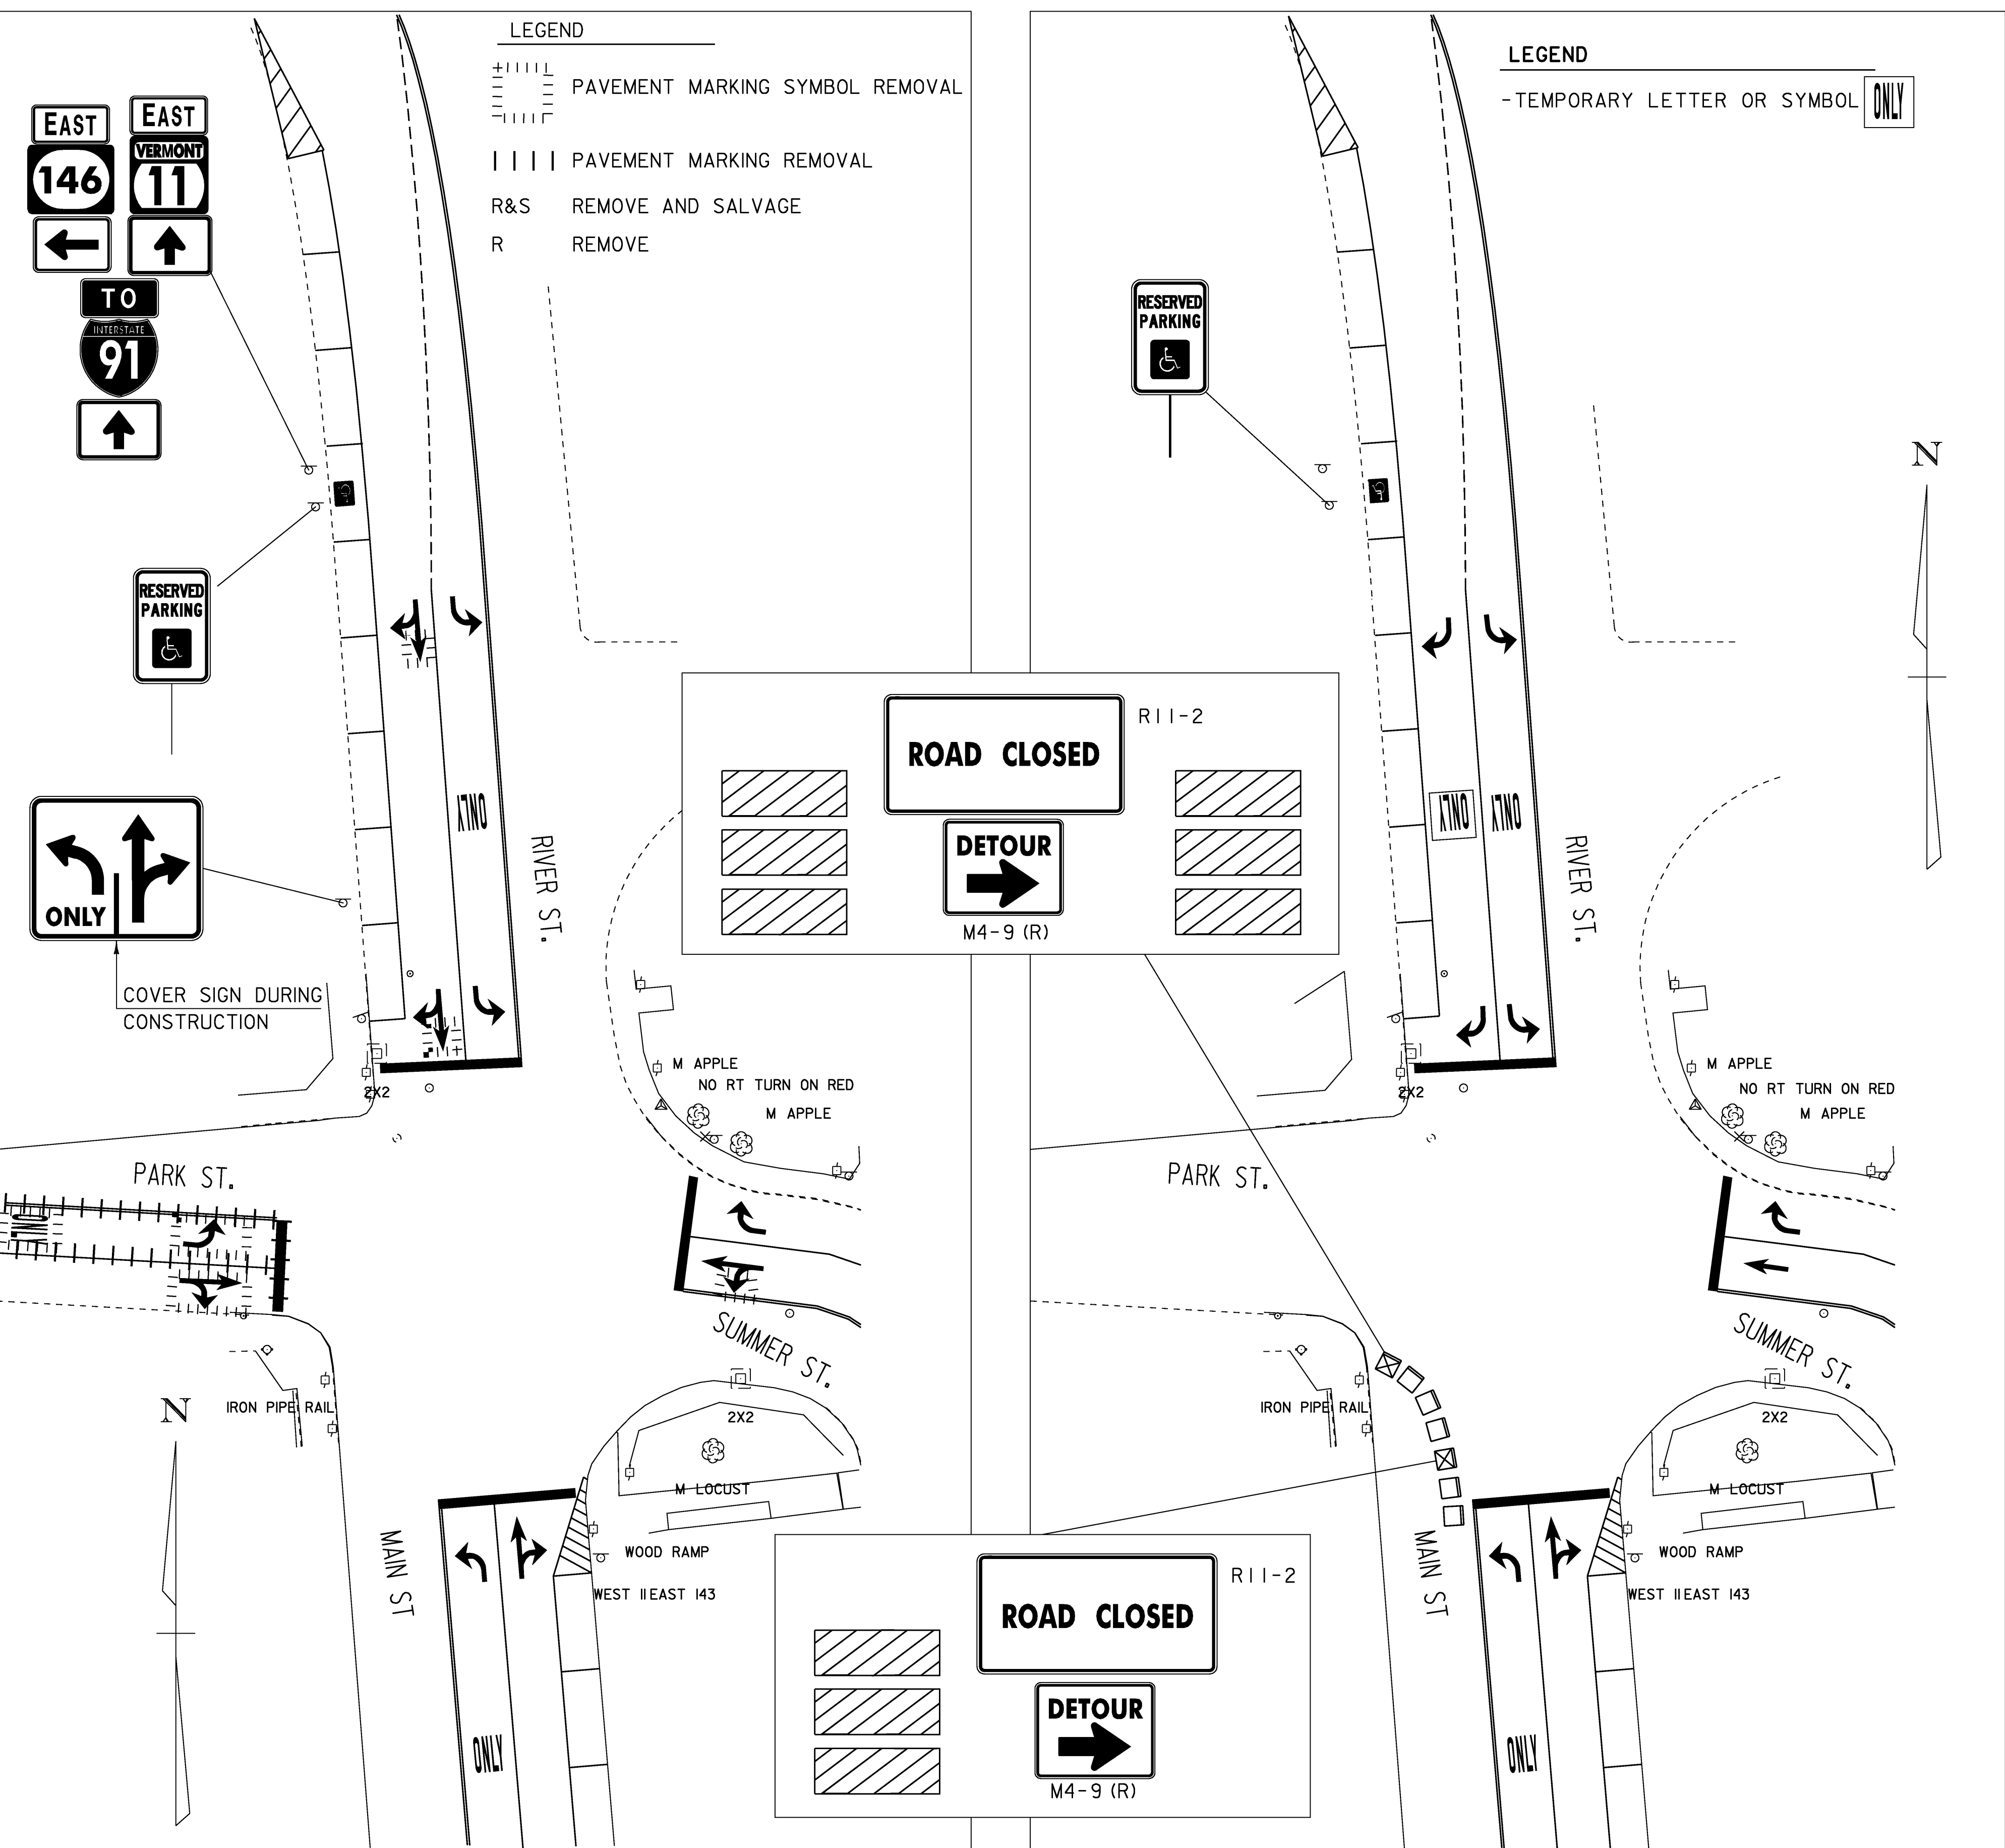 LEGEND
PAVEMENT MARKING SYMBOL REMOVAL
PAVEMENT MARKING REMOVAL
R&S REMOVE AND SALVAGE
R REMOVE
EAST
146
EAST
VERMONT
11
TO
INTERSTATE
91
RESERVED
PARKING
ONLY
COVER SIGN DURING
CONSTRUCTION
ONLY
RIVER ST.
2X2
M APPLE
NO RT TURN ON RED
M APPLE
PARK ST.
SUMMER ST.
IRON PIPE RAIL
N
2X2
M LOCUST
MAIN ST
WOOD RAMP
WEST 11 EAST 143
ONLY
ROAD CLOSED
R11-2
DETOUR
M4-9 (R)
ROAD CLOSED
R11-2
DETOUR
M4-9 (R)
LEGEND
-TEMPORARY LETTER OR SYMBOL ONLY
RESERVED
PARKING
N
ONLY ONLY
RIVER ST.
2X2
M APPLE
NO RT TURN ON RED
M APPLE
PARK ST.
SUMMER ST.
IRON PIPE RAIL
2X2
M LOCUST
MAIN ST
WOOD RAMP
WEST 11 EAST 143
ONLY